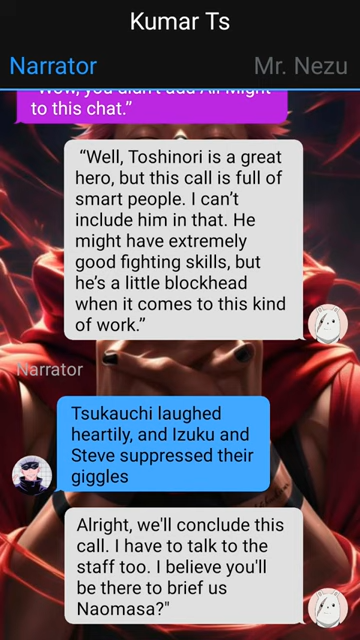 Kumar Ts
Narrator
Mr. Nezu
"Wow, you didn't add All Might
to this chat.”
“Well, Toshinori is a great
hero, but this call is full of
smart people. I can’t
include him in that. He
might have extremely
good fighting skills, but
he’s a little blockhead
when it comes to this kind
of work.”
Narrator
Tsukauchi laughed
heartily, and Izuku and
Steve suppressed their
giggles
Alright, we'll conclude this
call. I have to talk to the
staff too. I believe you'll
be there to brief us
Naomasa?"